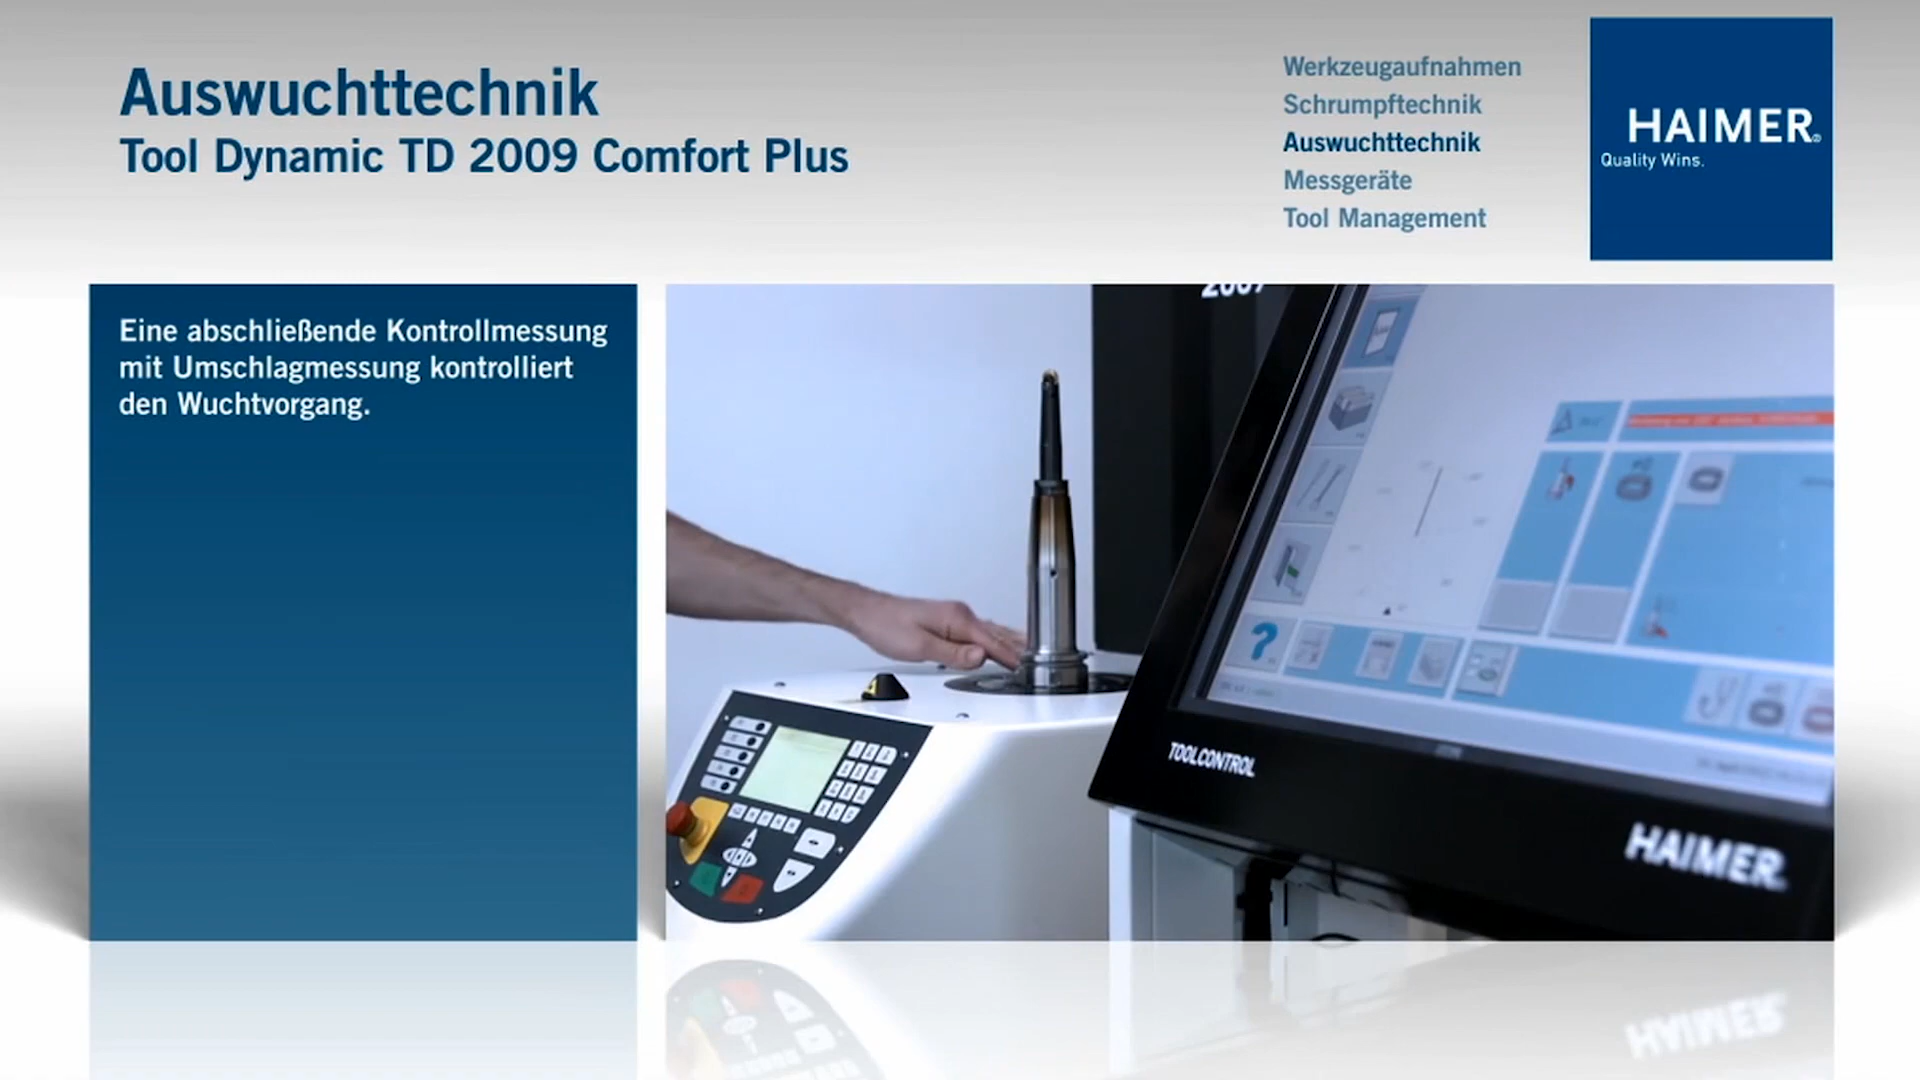 Auswuchttechnik
Tool Dynamic TD 2009 Comfort Plus
Werkzeugaufnahmen
Schrumpftechnik
Auswuchttechnik
Messgeräte
Tool Management
HAIMER®
Quality Wins.
Eine abschließende Kontrollmessung
mit Umschlagmessung kontrolliert
den Wuchtvorgang.
2009
?
TOOLCONTROL
HAIMER